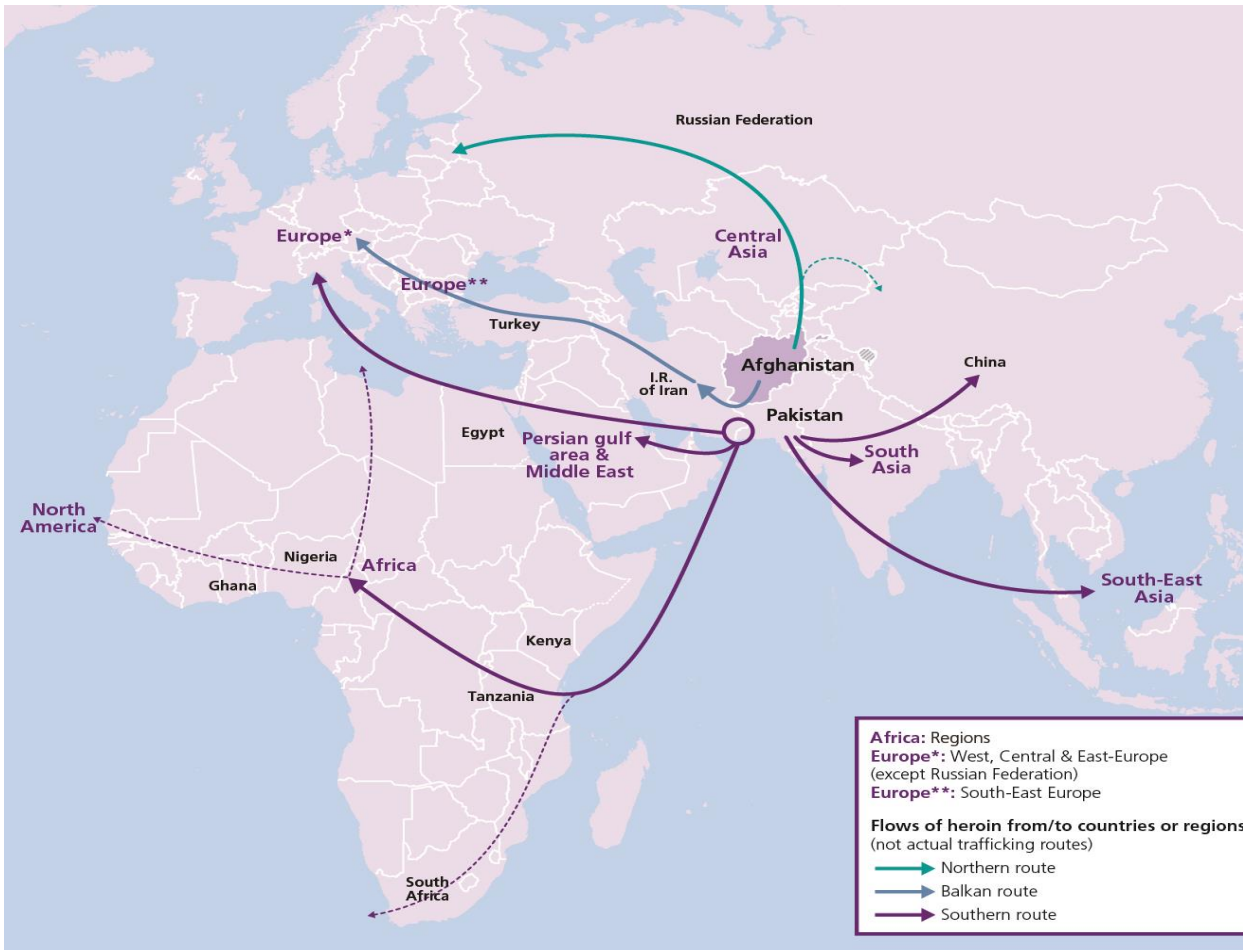 Russian Federation
Central
Asia
Europe*
Europe**
Turkey
Afghanistan
China
I.R.
of Iran
Pakistan
Egypt
Persian gulf
area &
Middle East
South
Asia
North
America
Nigeria
Africa
Ghana
South-East
Asia
Kenya
Tanzania
South
Africa
Africa: Regions
Europe*: West, Central & East-Europe
(except Russian Federation)
Europe**: South-East Europe
Flows of heroin from/to countries or regions
(not actual trafficking routes)
Northern route
Balkan route
Southern route